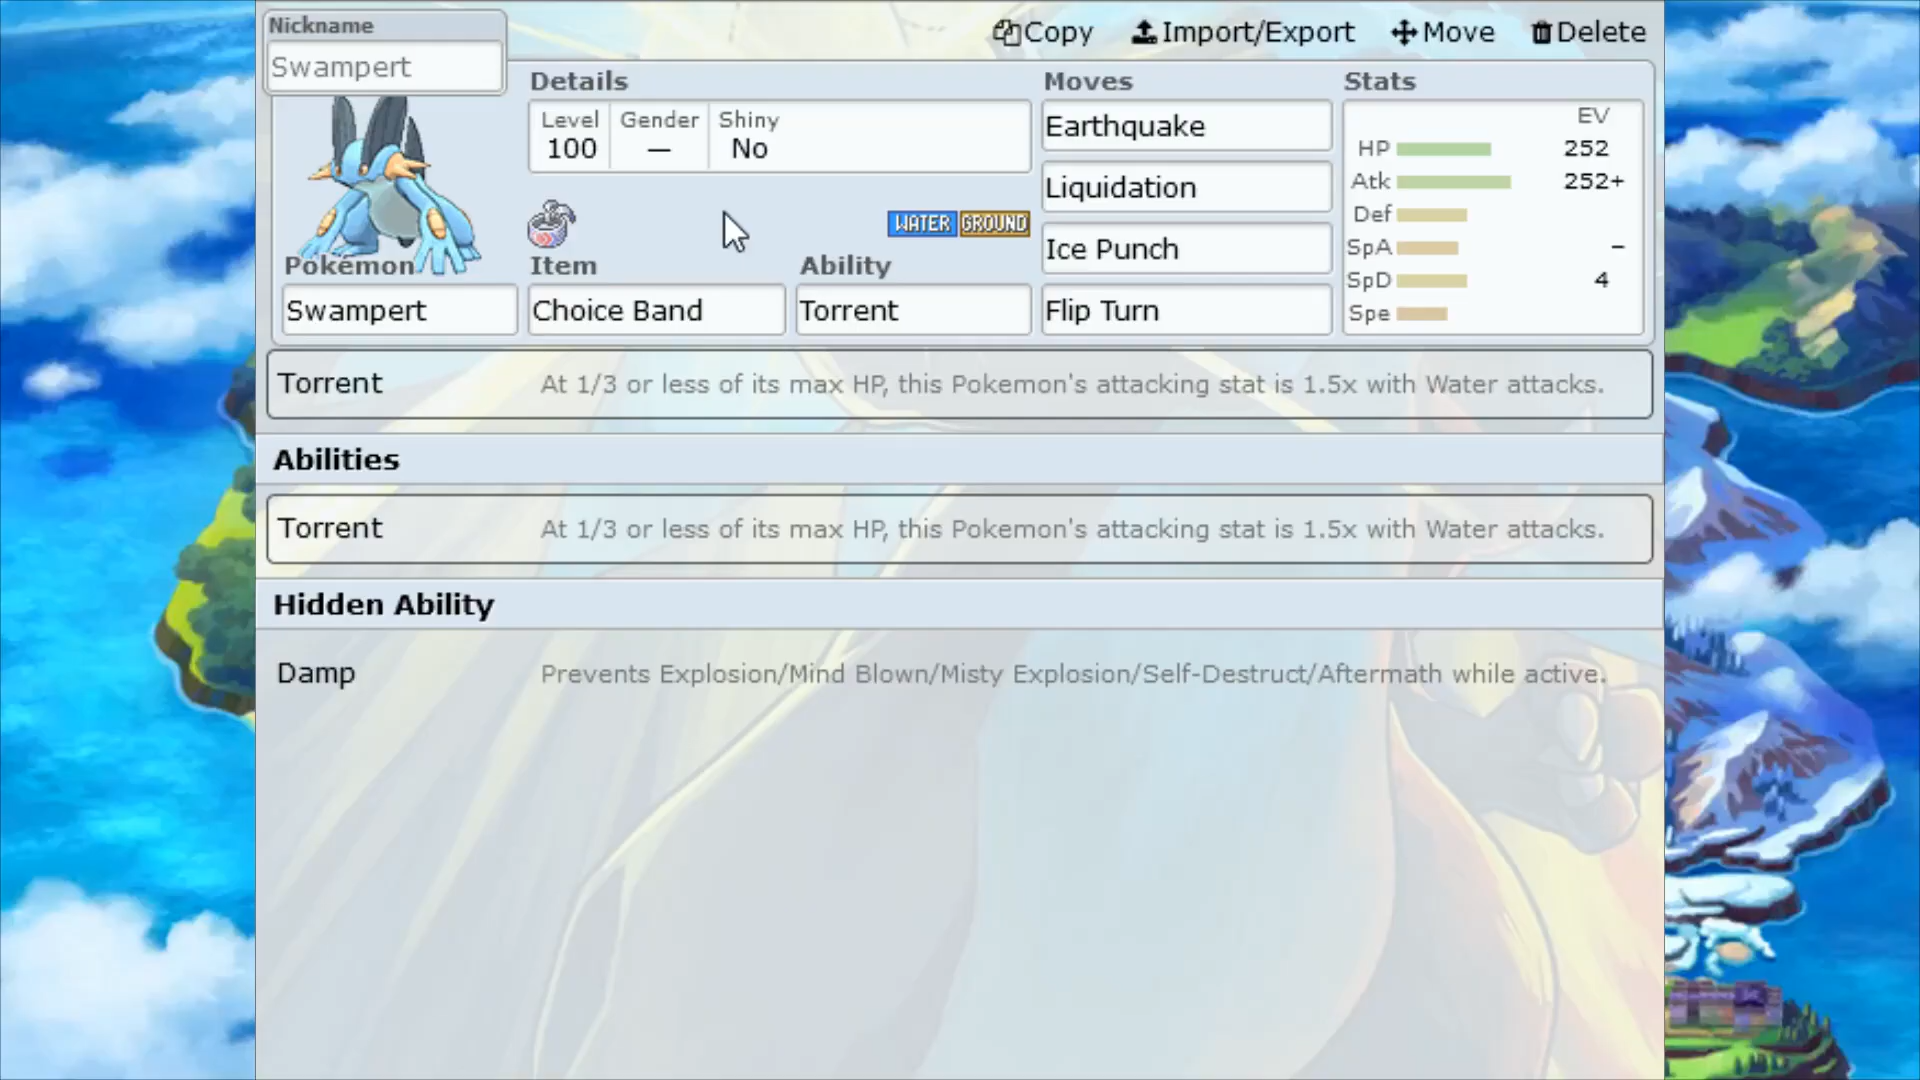 Nickname
Swampert
Copy Import/Export Move Delete
Details
Level Gender Shiny
100 — No
WATER GROUND
Pokémon Item Ability
Swampert Choice Band Torrent
Moves
Earthquake
Liquidation
Ice Punch
Flip Turn
Stats
EV
HP 252
Atk 252+
Def
SpA −
SpD 4
Spe
Torrent At 1/3 or less of its max HP, this Pokemon's attacking stat is 1.5x with Water attacks.
Abilities
Torrent At 1/3 or less of its max HP, this Pokemon's attacking stat is 1.5x with Water attacks.
Hidden Ability
Damp Prevents Explosion/Mind Blown/Misty Explosion/Self-Destruct/Aftermath while active.